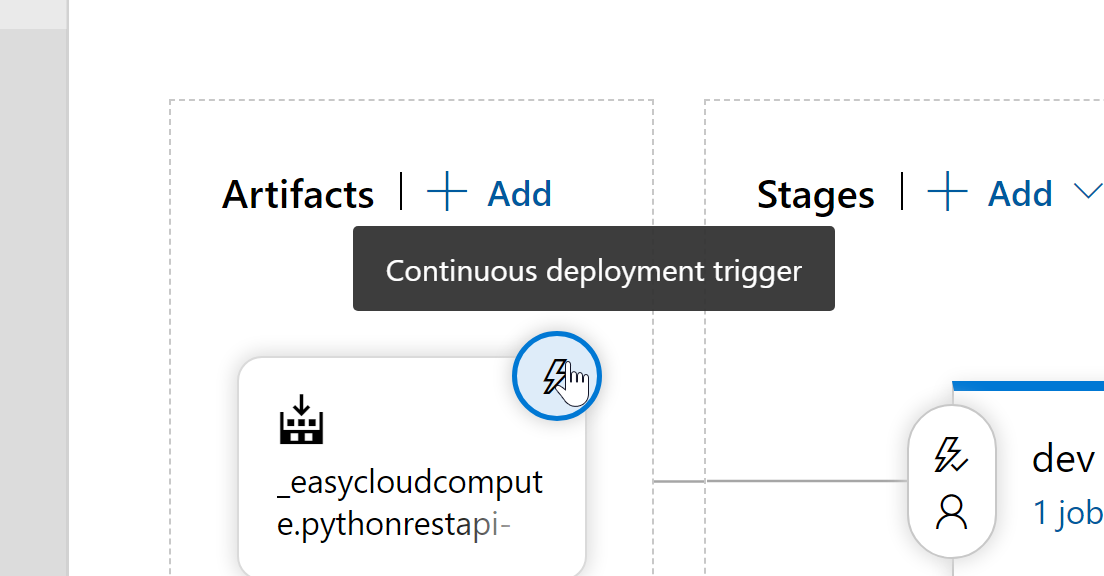 Artifacts | + Add
Stages | + Add
Continuous deployment trigger
_easycloudcomput
e.pythonrestapi-
dev
1 job